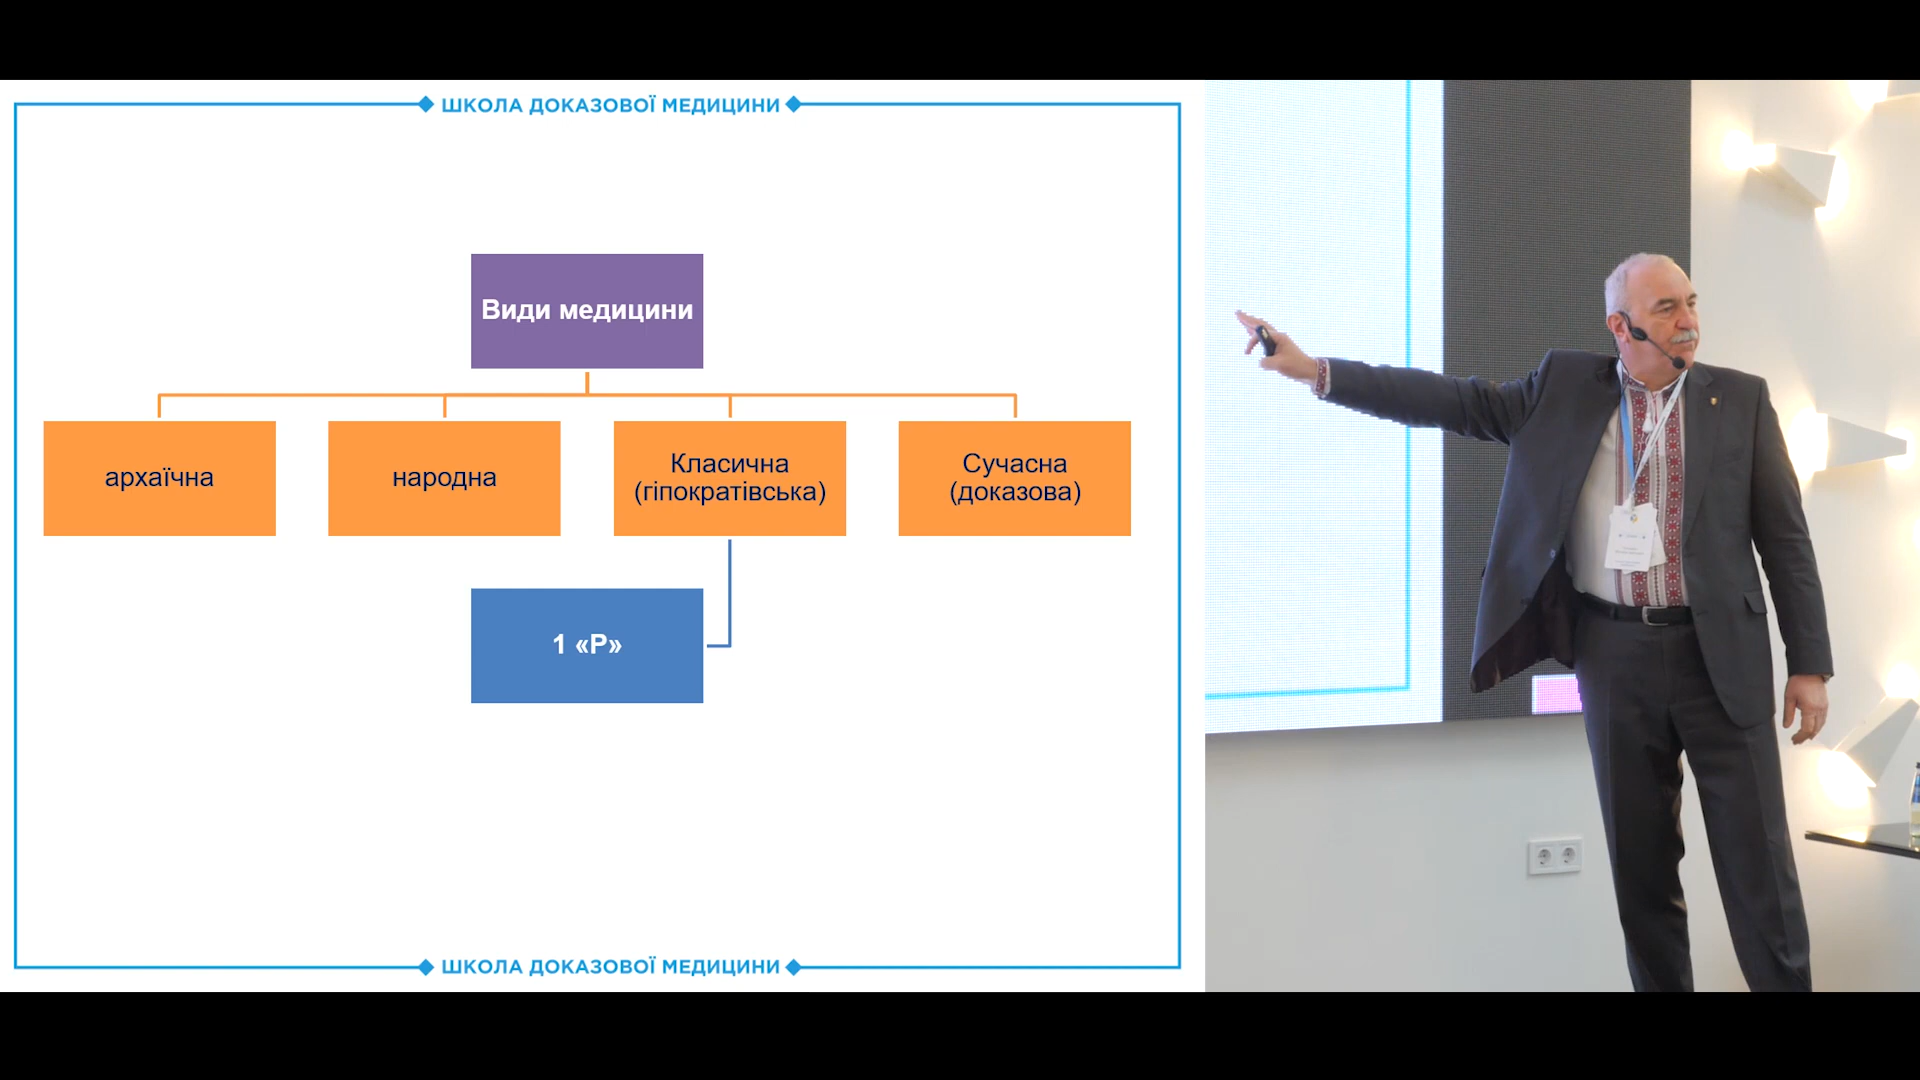 ШКОЛА ДОКАЗОВОЇ МЕДИЦИНИ
Види медицини
архаїчна
народна
Класична
(гіпократівська)
Сучасна
(доказова)
1 «Р»
ШКОЛА ДОКАЗОВОЇ МЕДИЦИНИ